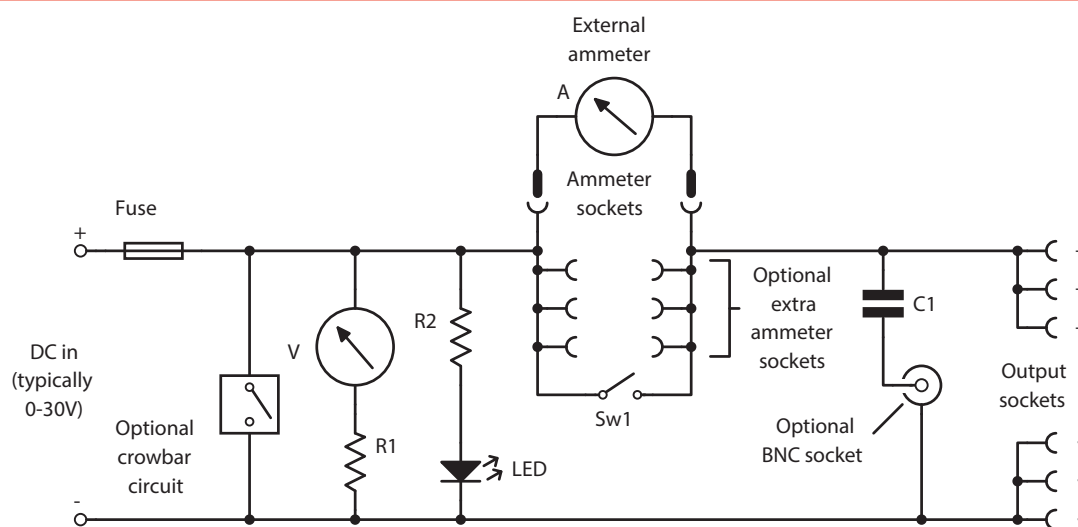 External
ammeter
A
Ammeter
sockets
Fuse
+
Optional
extra
ammeter
sockets
R2
C1
V
DC in
(typically
0-30V)
Output
sockets
Sw1
Optional
crowbar
circuit
R1
Optional
BNC socket
LED
-